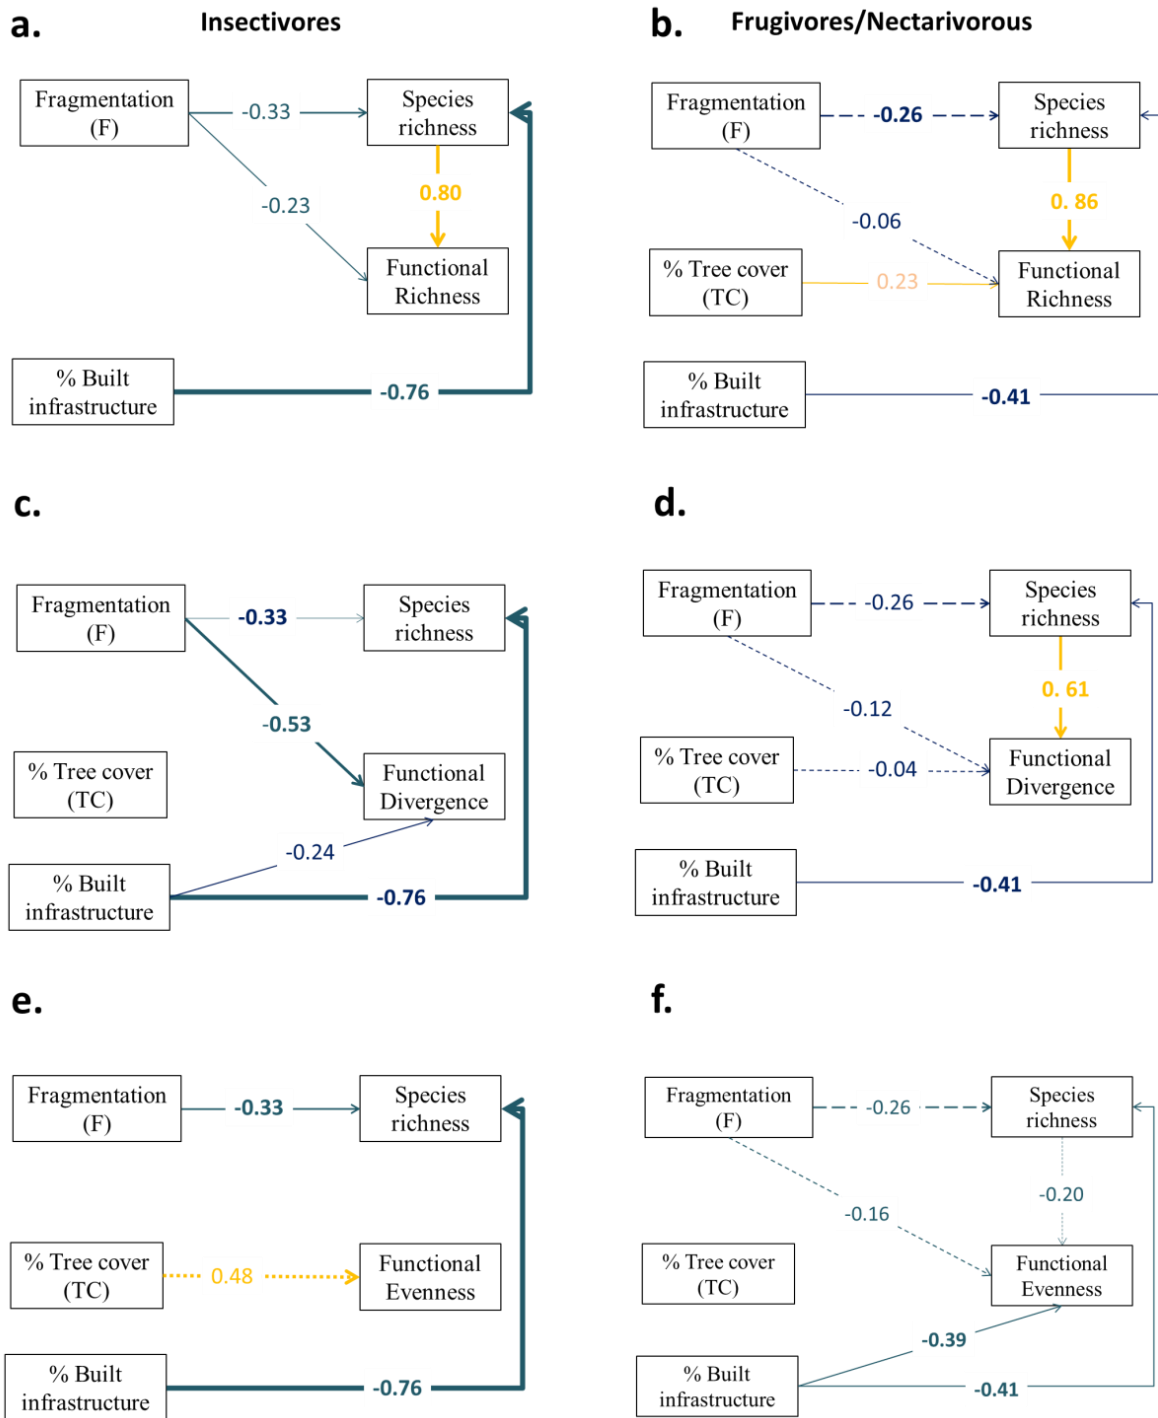 a.
Insectivores
Fragmentation
(F)
-0.33
Species
richness
-0.23
0.80
Functional
Richness
% Built
infrastructure
-0.76
b.
Frugivores/Nectarivorous
Fragmentation
(F)
-0.26
Species
richness
-0.06
0. 86
% Tree cover
(TC)
0.23
Functional
Richness
% Built
infrastructure
-0.41
c.
Fragmentation
(F)
-0.33
Species
richness
-0.53
% Tree cover
(TC)
Functional
Divergence
-0.24
% Built
infrastructure
-0.76
d.
Fragmentation
(F)
-0.26
Species
richness
-0.12
0. 61
% Tree cover
(TC)
-0.04
Functional
Divergence
% Built
infrastructure
-0.41
e.
Fragmentation
(F)
-0.33
Species
richness
% Tree cover
(TC)
0.48
Functional
Evenness
% Built
infrastructure
-0.76
f.
Fragmentation
(F)
-0.26
Species
richness
-0.16
-0.20
% Tree cover
(TC)
Functional
Evenness
-0.39
% Built
infrastructure
-0.41